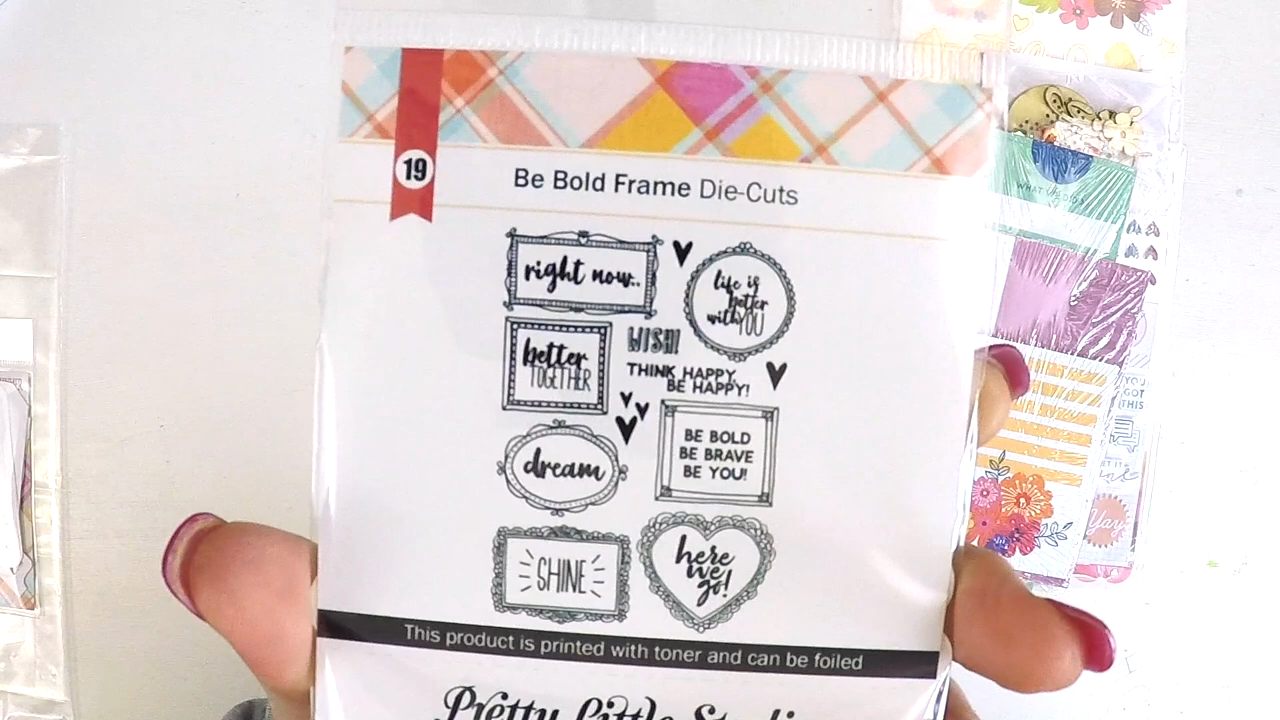 19
Be Bold Frame Die-Cuts
right now..
life is
better
with YOU
better
TOGETHER
WISH!
THINK HAPPY,
BE HAPPY!
dream
BE BOLD
BE BRAVE
BE YOU!
SHINE
here
we
go!
This product is printed with toner and can be foiled
Pretty Little Studio
WHAT
YOU
GOT
THIS
Yay